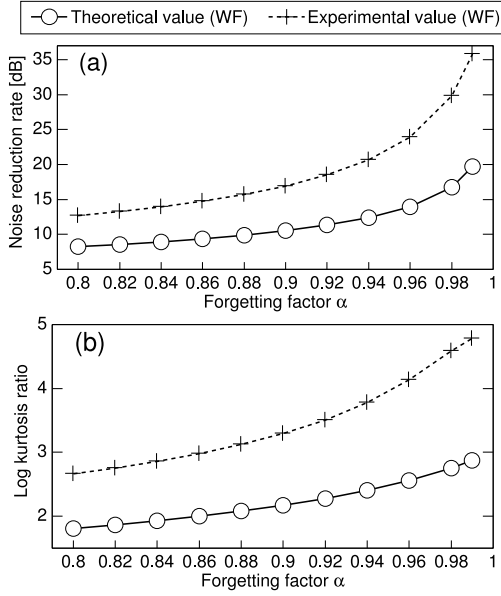 Theoretical value (WF) Experimental value (WF)
(a)
Noise reduction rate [dB]
35
30
25
20
15
10
5
0.8 0.82 0.84 0.86 0.88 0.9 0.92 0.94 0.96 0.98 1
Forgetting factor α
(b)
Log kurtosis ratio
5
4
3
2
0.8 0.82 0.84 0.86 0.88 0.9 0.92 0.94 0.96 0.98 1
Forgetting factor α